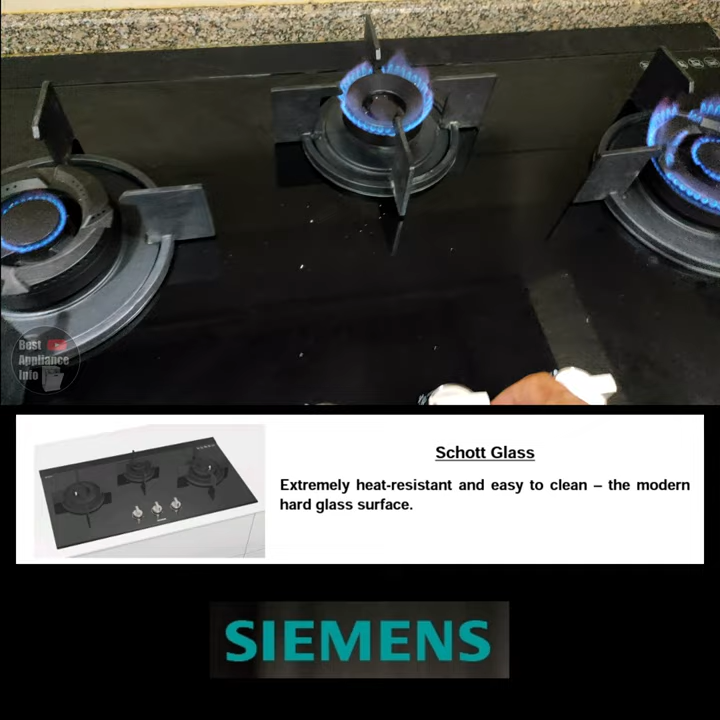 Best
Appliance
Info
Schott Glass
Extremely heat-resistant and easy to clean – the modern
hard glass surface.
SIEMENS